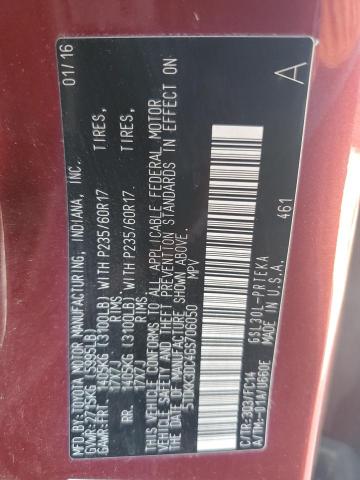 MFD. BY:TOYOTA MOTOR MANUFACTURING, INDIANA, INC. 01/16
GVWR:2715KG (5995LB)
GAWR:FRT. 1405KG (3100LB) WITH P235/60R17 TIRES,
17X7J RIMS
RR. 1405KG (3100LB) WITH P235/60R17 TIRES,
17X7J RIMS
THIS VEHICLE CONFORMS TO ALL APPLICABLE FEDERAL MOTOR
VEHICLE SAFETY AND THEFT PREVENTION STANDARDS IN EFFECT ON
THE DATE OF MANUFACTURE SHOWN ABOVE.
5TDKK3DC4GS706050 MPV
461 A
C/TR:3Q3/FC14 GSL30L-PRTEKA
A/TM:-01A/U660E MADE IN U.S.A.